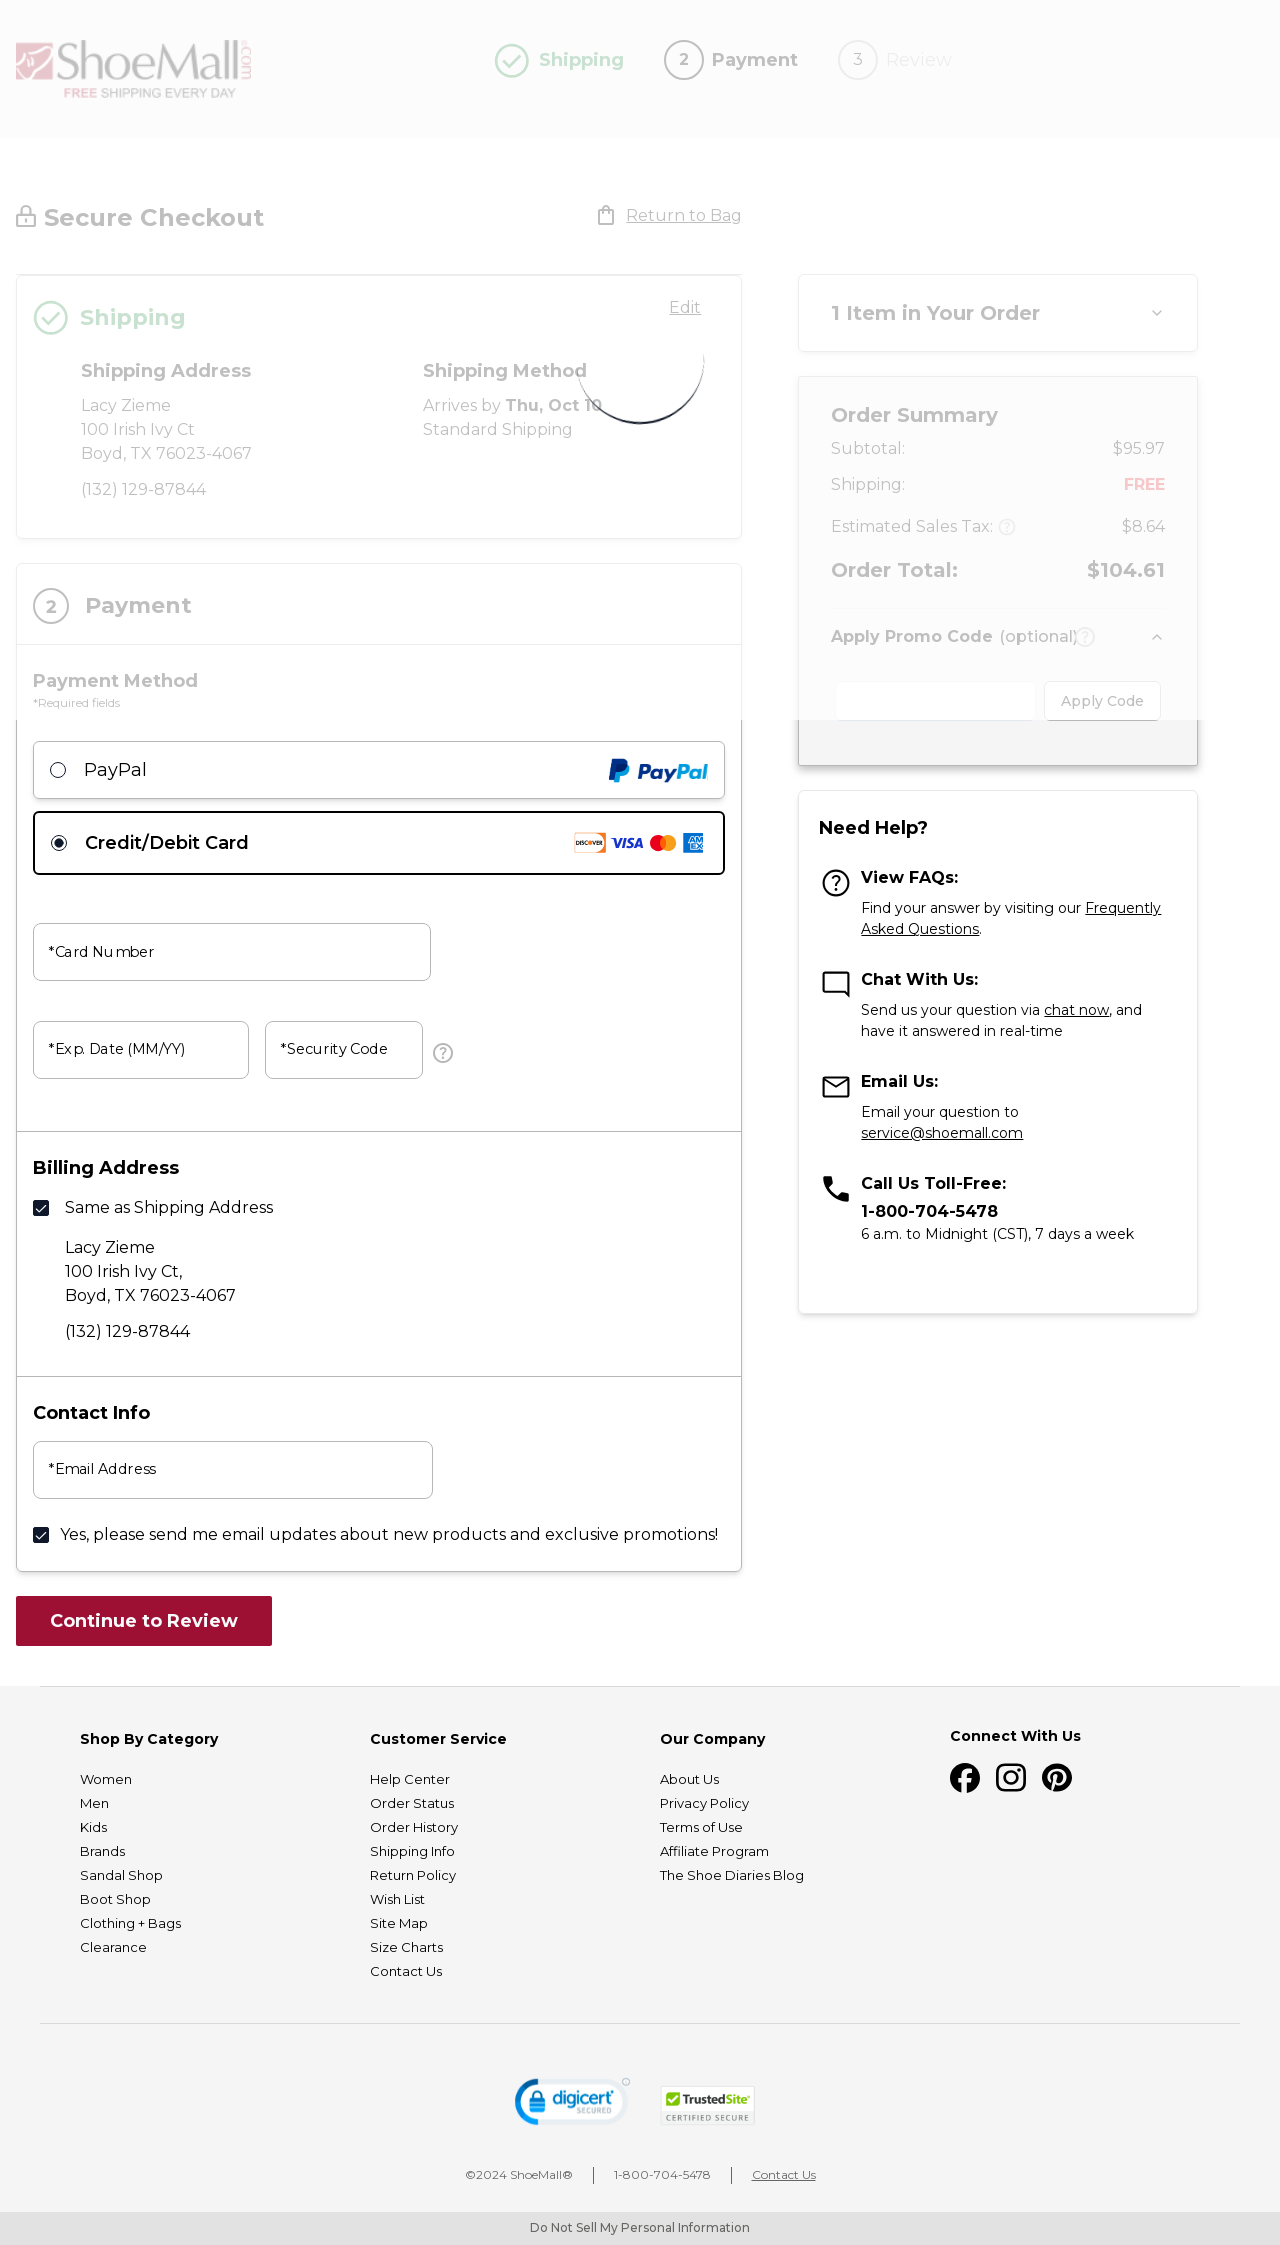 ShoeMall.com
FREE SHIPPING EVERY DAY
Shipping
2 Payment
3 Review
Secure Checkout
Return to Bag
Shipping
Edit
Shipping Address
Lacy Zieme
100 Irish Ivy Ct
Boyd, TX 76023-4067
(132) 129-87844
Shipping Method
Arrives by Thu, Oct 10
Standard Shipping
2 Payment
Payment Method
*Required fields
PayPal PayPal
Credit/Debit Card DISCOVER VISA AMEX
*Card Number
*Exp. Date (MM/YY)
*Security Code
?
Billing Address
Same as Shipping Address
Lacy Zieme
100 Irish Ivy Ct,
Boyd, TX 76023-4067
(132) 129-87844
Contact Info
*Email Address
Yes, please send me email updates about new products and exclusive promotions!
Continue to Review
1 Item in Your Order
Order Summary
Subtotal: $95.97
Shipping: FREE
Estimated Sales Tax: ? $8.64
Order Total: $104.61
Apply Promo Code (optional) ?
Apply Code
Need Help?
? View FAQs:
Find your answer by visiting our Frequently
Asked Questions.
Chat With Us:
Send us your question via chat now, and
have it answered in real-time
Email Us:
Email your question to
service@shoemall.com
Call Us Toll-Free:
1-800-704-5478
6 a.m. to Midnight (CST), 7 days a week
Shop By Category
Women
Men
Kids
Brands
Sandal Shop
Boot Shop
Clothing + Bags
Clearance
Customer Service
Help Center
Order Status
Order History
Shipping Info
Return Policy
Wish List
Site Map
Size Charts
Contact Us
Our Company
About Us
Privacy Policy
Terms of Use
Affiliate Program
The Shoe Diaries Blog
Connect With Us
digicert
SECURED
TrustedSite
CERTIFIED SECURE
©2024 ShoeMall®
1-800-704-5478
Contact Us
Do Not Sell My Personal Information